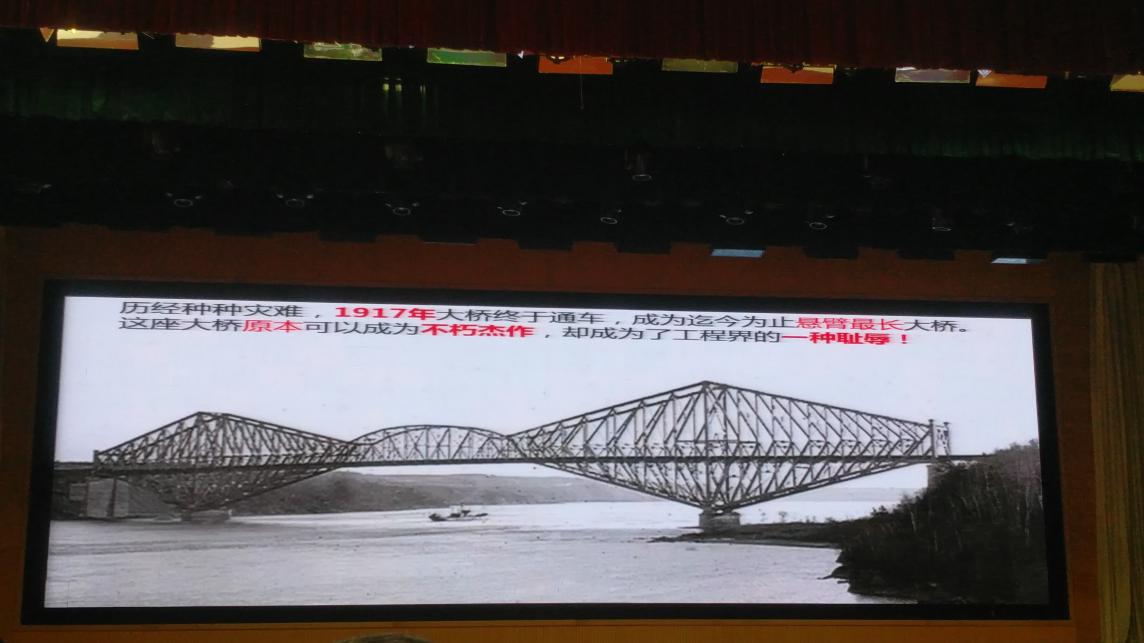 历经种种灾难，1917年大桥终于通车，成为迄今为止悬臂最长大桥。
这座大桥原本可以成为不朽杰作，却成为了工程界的一种耻辱！